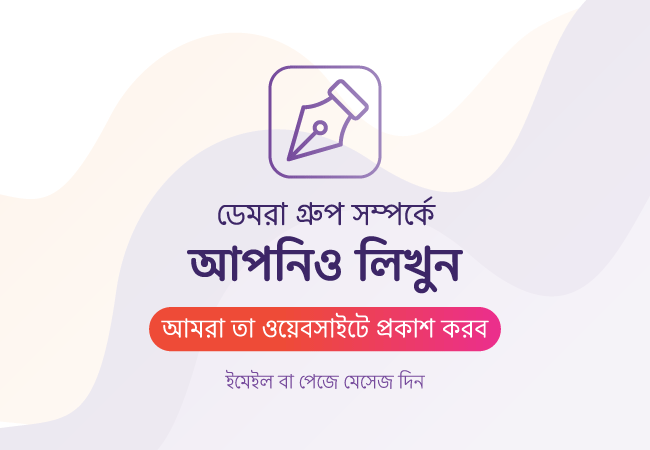 ডেমরা গ্রুপ সম্পর্কে
আপনিও লিখুন
আমরা তা ওয়েবসাইটে প্রকাশ করব
ইমেইল বা পেজে মেসেজ দিন